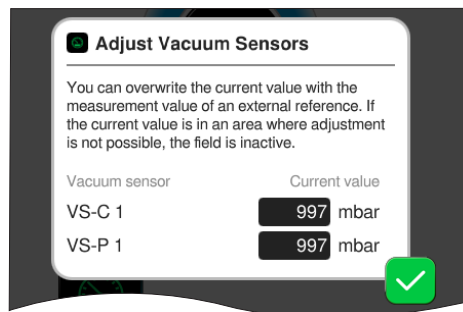 Adjust Vacuum Sensors
You can overwrite the current value with the
measurement value of an external reference. If
the current value is in an area where adjustment
is not possible, the field is inactive.
Vacuum sensor Current value
VS-C 1 997 mbar
VS-P 1 997 mbar